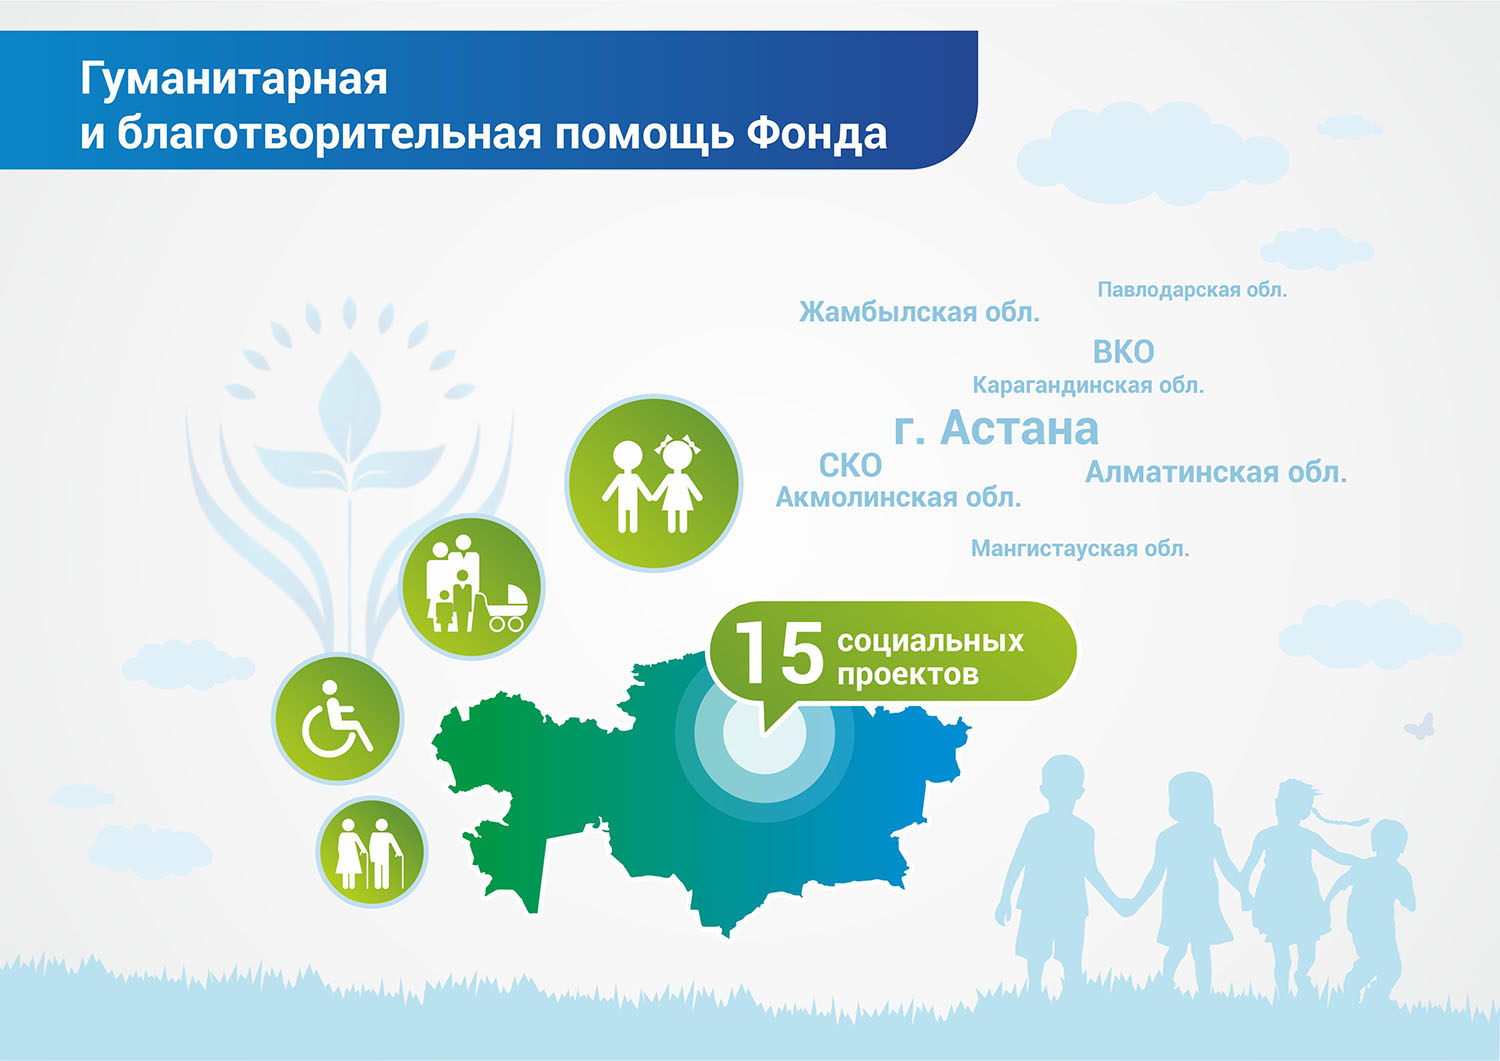 Гуманитарная
и благотворительная помощь Фонда
Павлодарская обл.
Жамбылская обл.
ВКО
Карагандинская обл.
г. Астана
СКО
Алматинская обл.
Акмолинская обл.
Мангистауская обл.
15 социальных
проектов